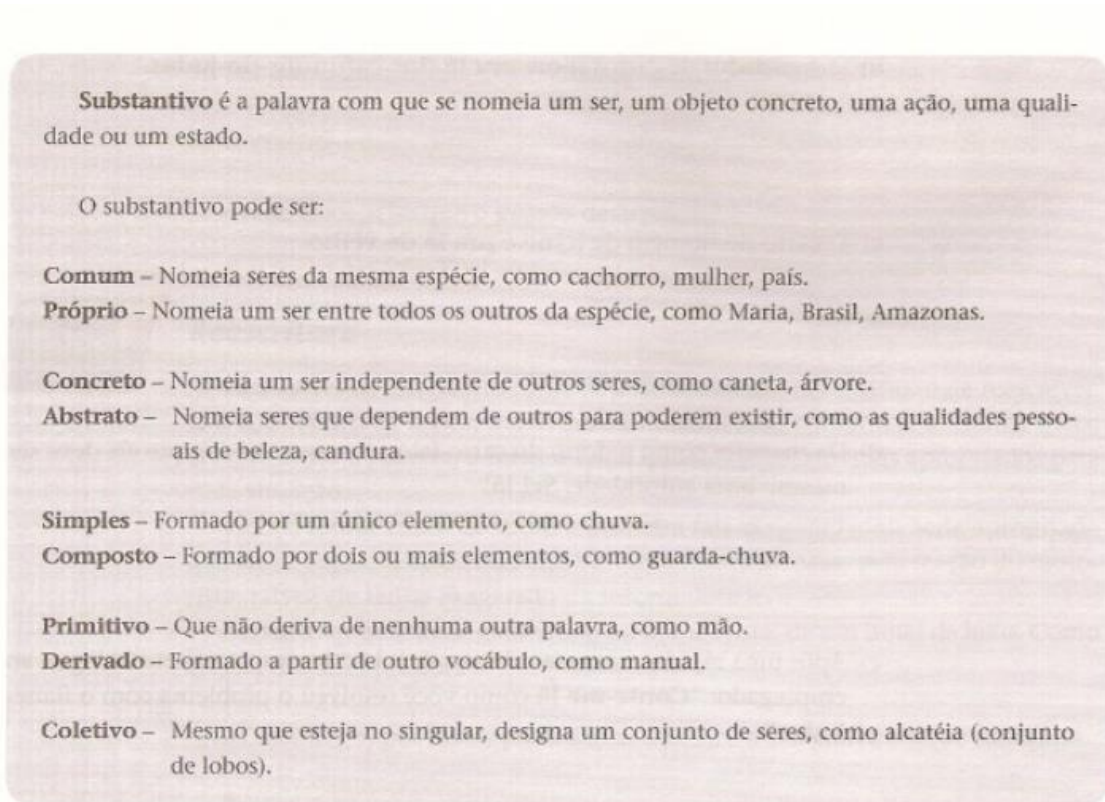 Substantivo é a palavra com que se nomeia um ser, um objeto concreto, uma ação, uma quali-
dade ou um estado.
O substantivo pode ser:
Comum – Nomeia seres da mesma espécie, como cachorro, mulher, país.
Próprio – Nomeia um ser entre todos os outros da espécie, como Maria, Brasil, Amazonas.
Concreto – Nomeia um ser independente de outros seres, como caneta, árvore.
Abstrato – Nomeia seres que dependem de outros para poderem existir, como as qualidades pesso-
ais de beleza, candura.
Simples – Formado por um único elemento, como chuva.
Composto – Formado por dois ou mais elementos, como guarda-chuva.
Primitivo – Que não deriva de nenhuma outra palavra, como mão.
Derivado – Formado a partir de outro vocábulo, como manual.
Coletivo – Mesmo que esteja no singular, designa um conjunto de seres, como alcatéia (conjunto
de lobos).